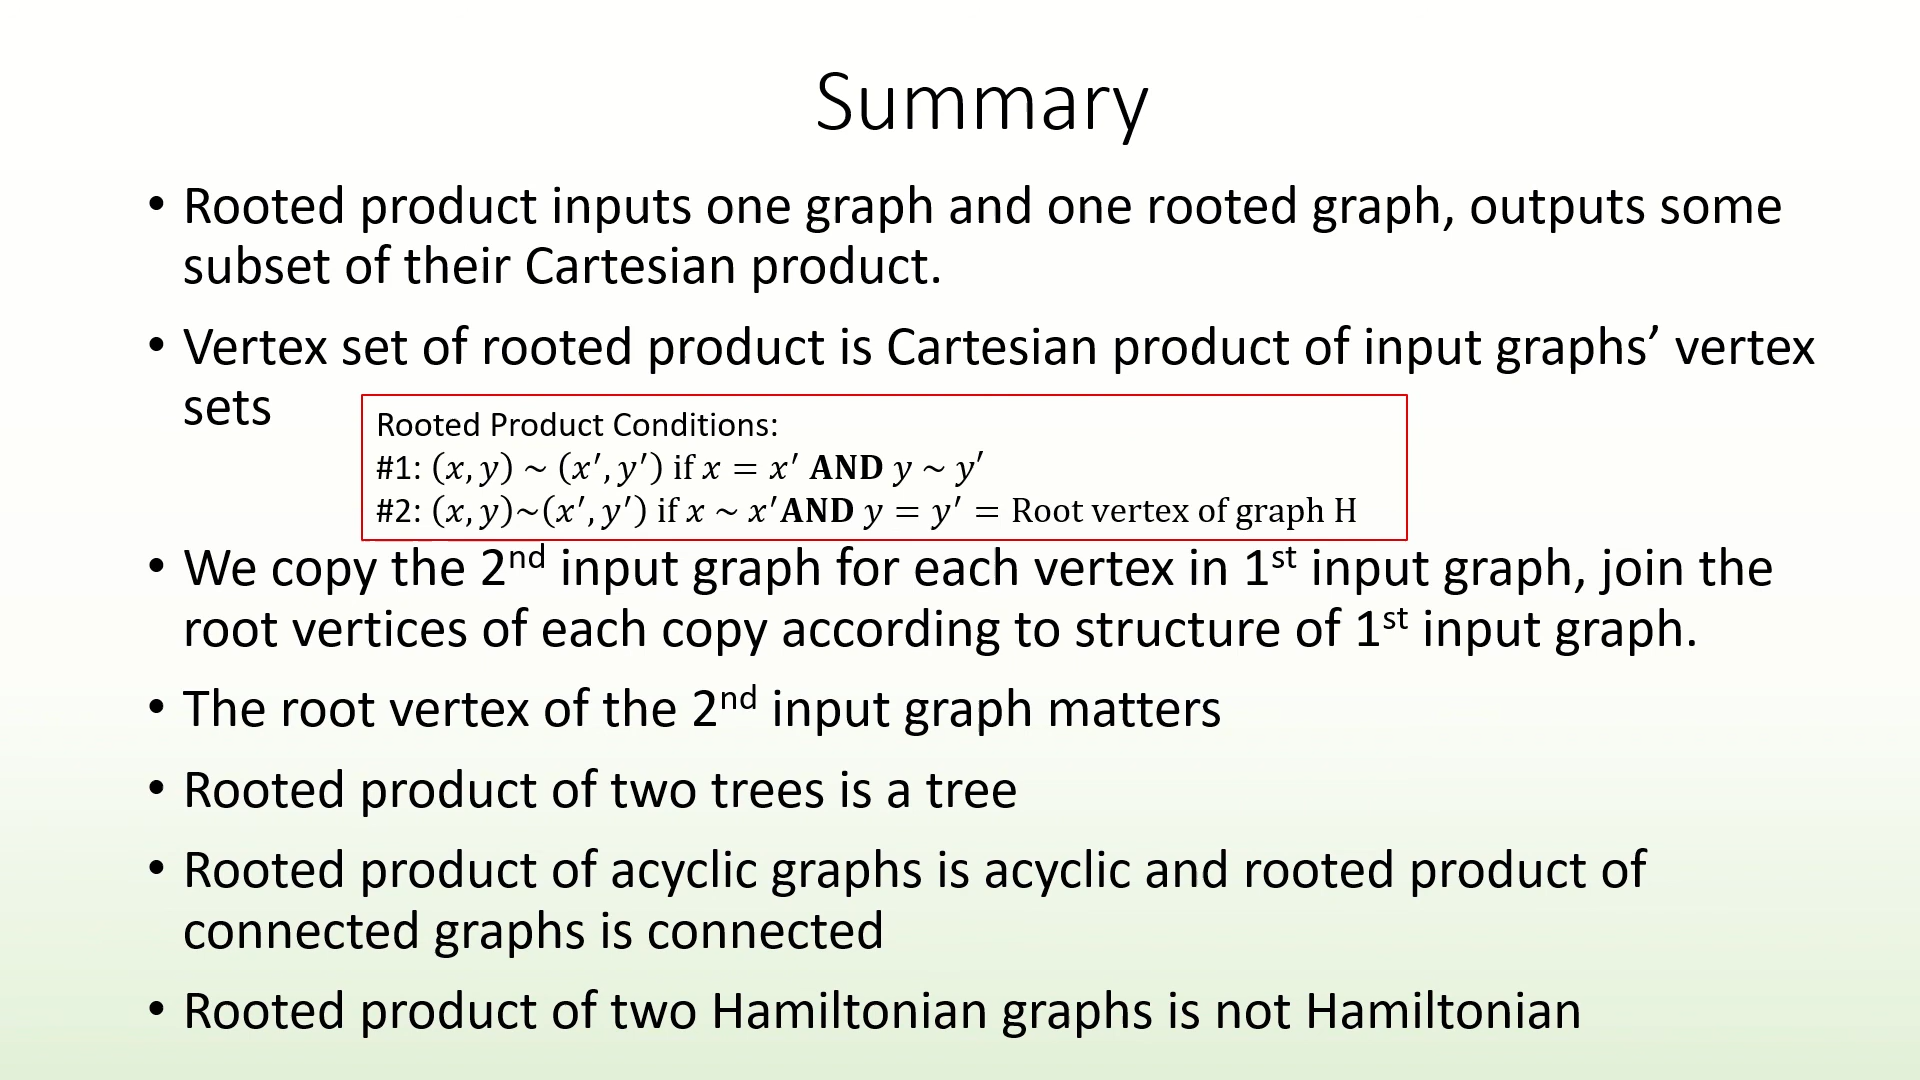 Summary
• Rooted product inputs one graph and one rooted graph, outputs some
subset of their Cartesian product.
• Vertex set of rooted product is Cartesian product of input graphs’ vertex
sets
Rooted Product Conditions:
#1: (x, y) ~ (x′, y′) if x = x′ AND y ~ y′
#2: (x, y)~(x′, y′) if x ~ x′AND y = y′ = Root vertex of graph H
• We copy the 2nd input graph for each vertex in 1st input graph, join the
root vertices of each copy according to structure of 1st input graph.
• The root vertex of the 2nd input graph matters
• Rooted product of two trees is a tree
• Rooted product of acyclic graphs is acyclic and rooted product of
connected graphs is connected
• Rooted product of two Hamiltonian graphs is not Hamiltonian